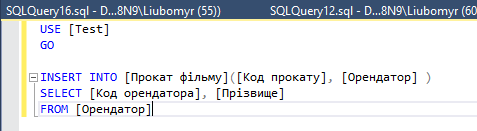 SQLQuery16.sql - D...8N9\Liubomyr (55)) SQLQuery12.sql - D...8N9\Liubomyr (60
USE [Test]
GO
INSERT INTO [Прокат фільму]([Код прокату], [Орендатор] )
SELECT [Код орендатора], [Прізвище]
FROM [Орендатор]